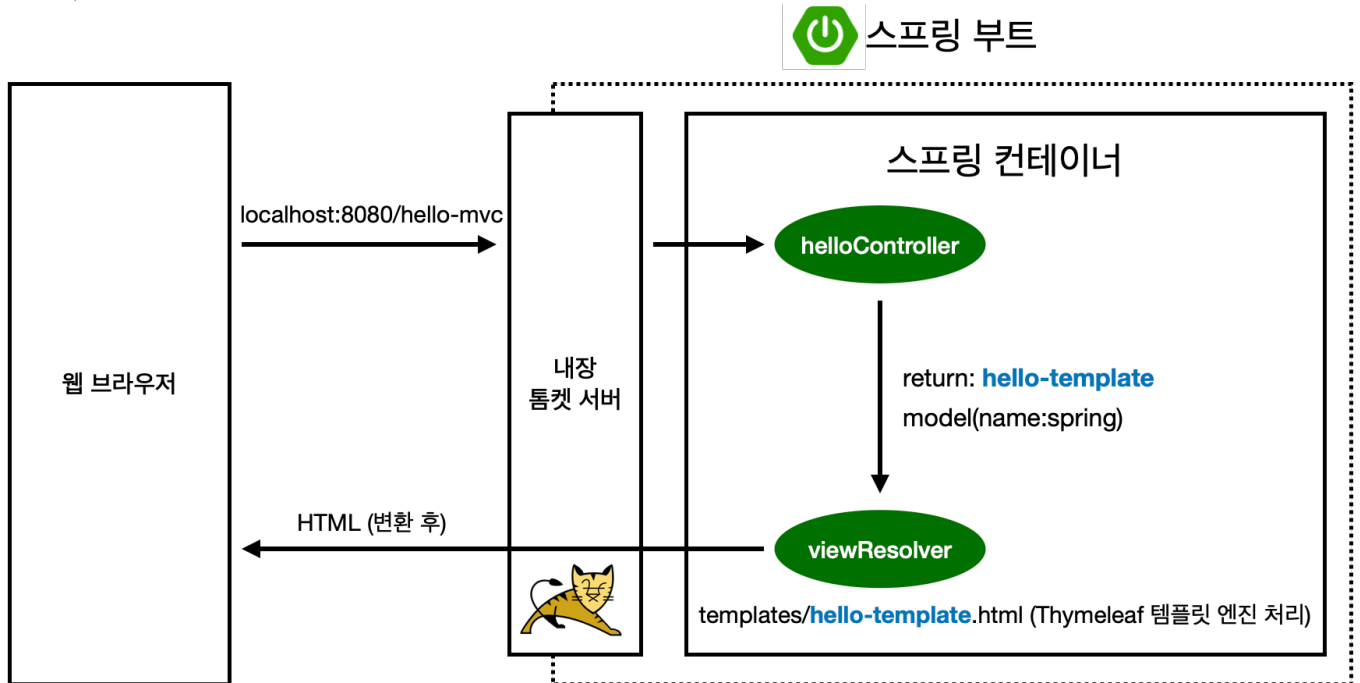 스프링 부트
스프링 컨테이너
localhost:8080/hello-mvc
helloController
웹 브라우저
내장
톰켓 서버
return: hello-template
model(name:spring)
HTML (변환 후)
viewResolver
templates/hello-template.html (Thymeleaf 템플릿 엔진 처리)